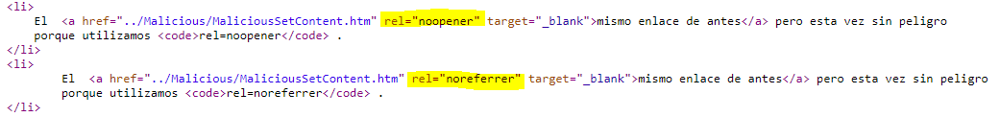 <li>
El <a href="../Malicious/MaliciousSetContent.htm" rel="noopener" target="_blank">mismo enlace de antes</a> pero esta vez sin peligro
porque utilizamos <code>rel=noopener</code> .
</li>
<li>
El <a href="../Malicious/MaliciousSetContent.htm" rel="noreferrer" target="_blank">mismo enlace de antes</a> pero esta vez sin peligro
porque utilizamos <code>rel=noreferrer</code> .
</li>